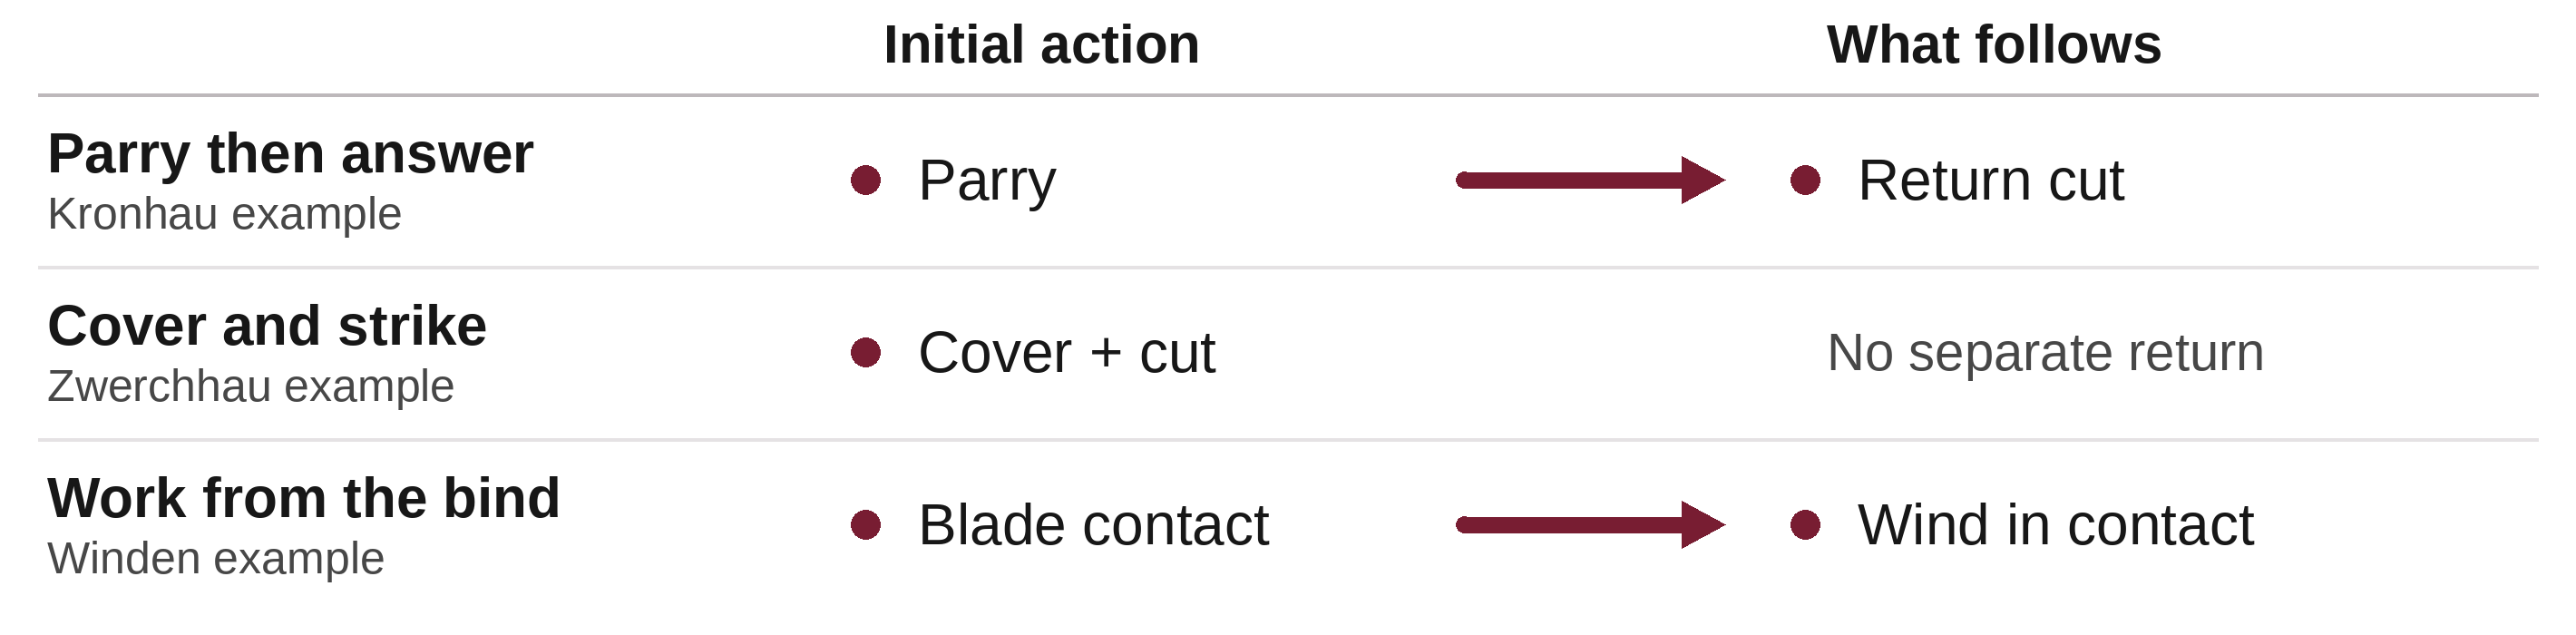 Initial action
What follows
Parry then answer
Kronhau example
Parry
Return cut
Cover and strike
Zwerchhau example
Cover + cut
No separate return
Work from the bind
Winden example
Blade contact
Wind in contact